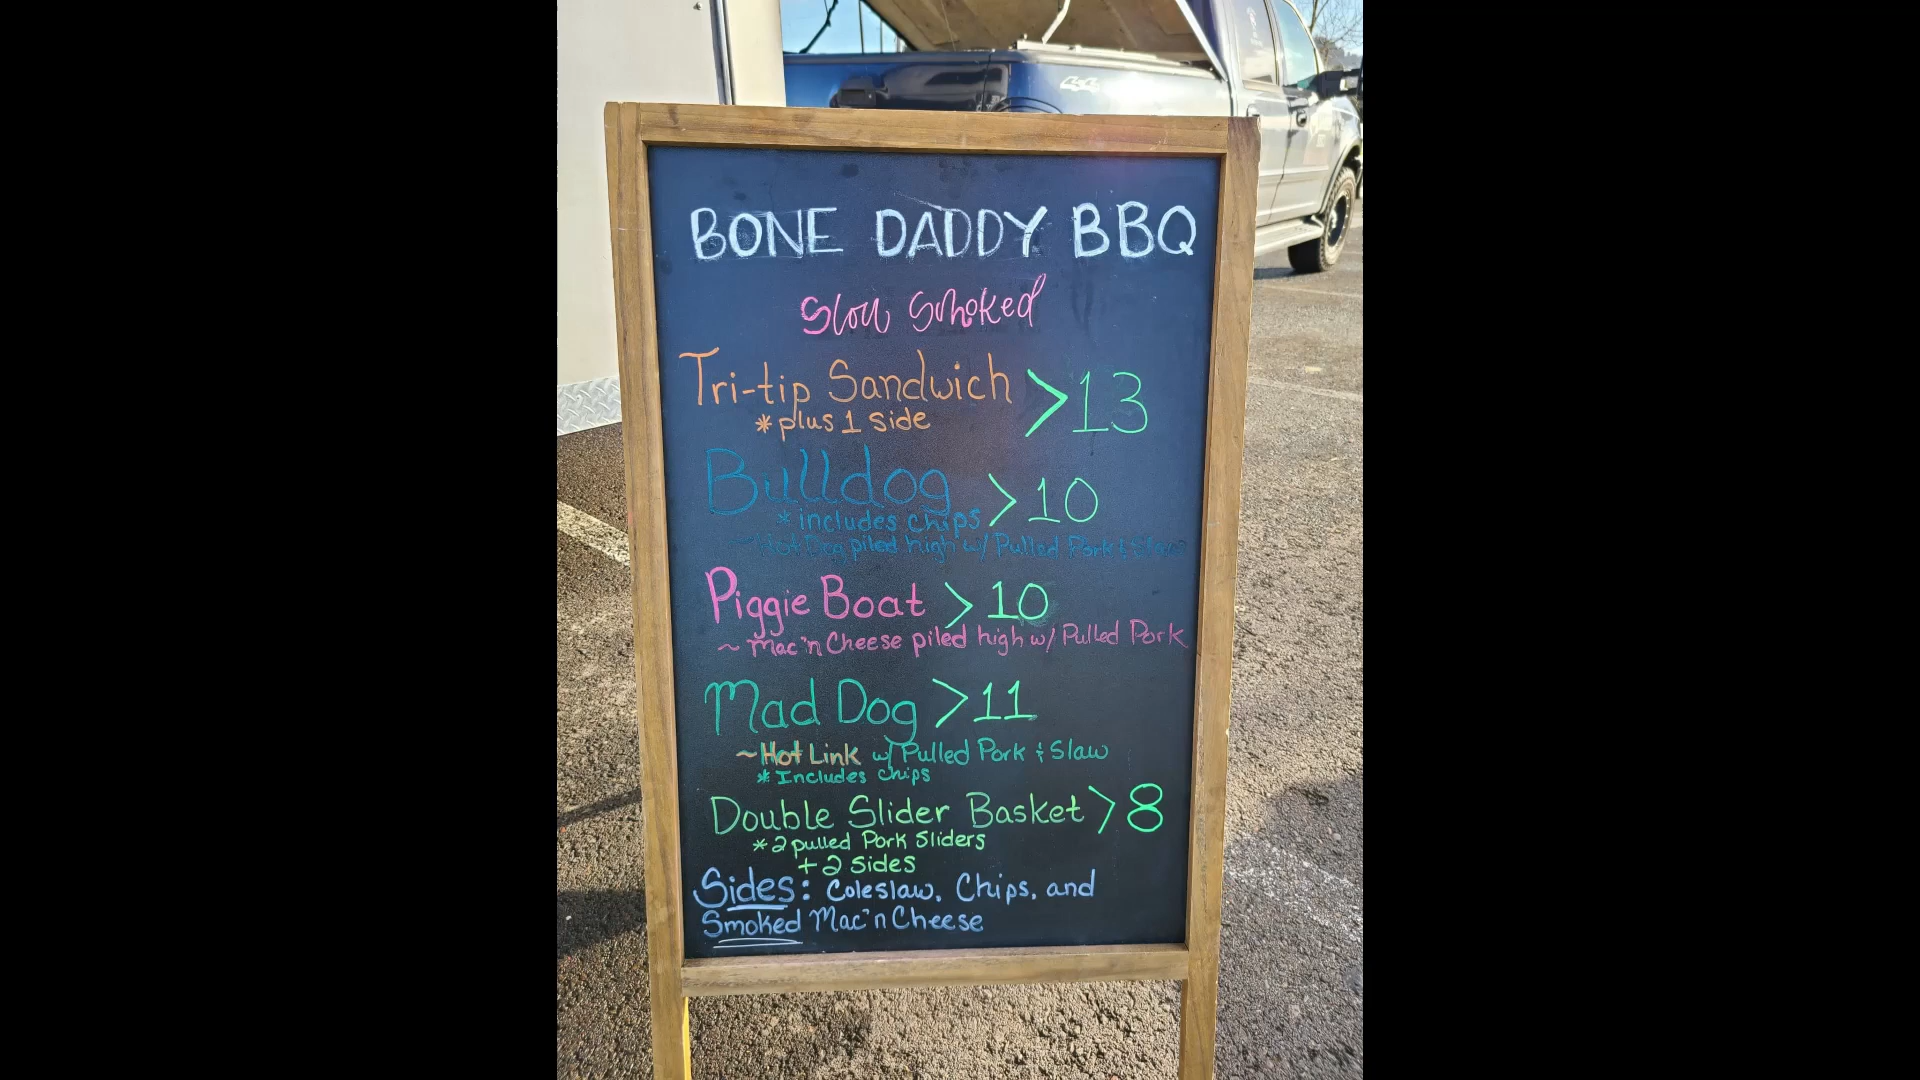 BONE DADDY BBQ
Slow Smoked
Tri-tip Sandwich >13
*plus 1 side
Bulldog >10
*includes chips
~Hot Dog piled high w/ Pulled Pork & Slaw
Piggie Boat >10
~Mac'n Cheese piled high w/ Pulled Pork
Mad Dog >11
~Hot Link w/ Pulled Pork & Slaw
*Includes chips
Double Slider Basket >8
*2 pulled Pork Sliders
+2 Sides
Sides: Coleslaw, Chips, and
Smoked Mac'n Cheese
4x4